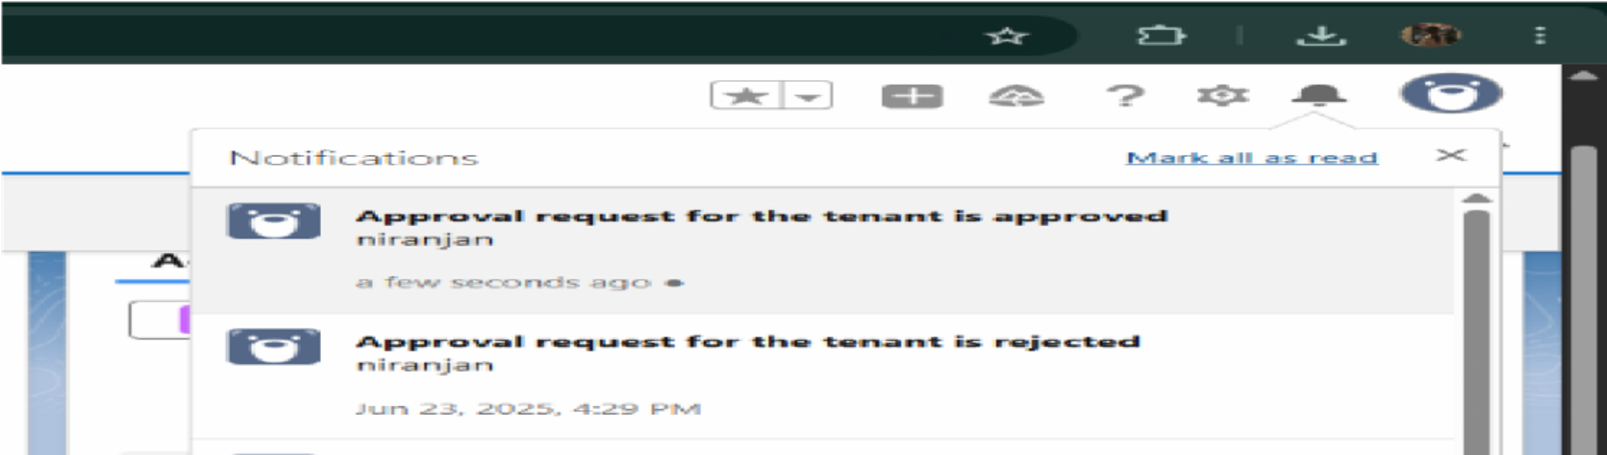 Notifications
Mark all as read
Approval request for the tenant is approved
niranjan
a few seconds ago
Approval request for the tenant is rejected
niranjan
Jun 23, 2025, 4:29 PM